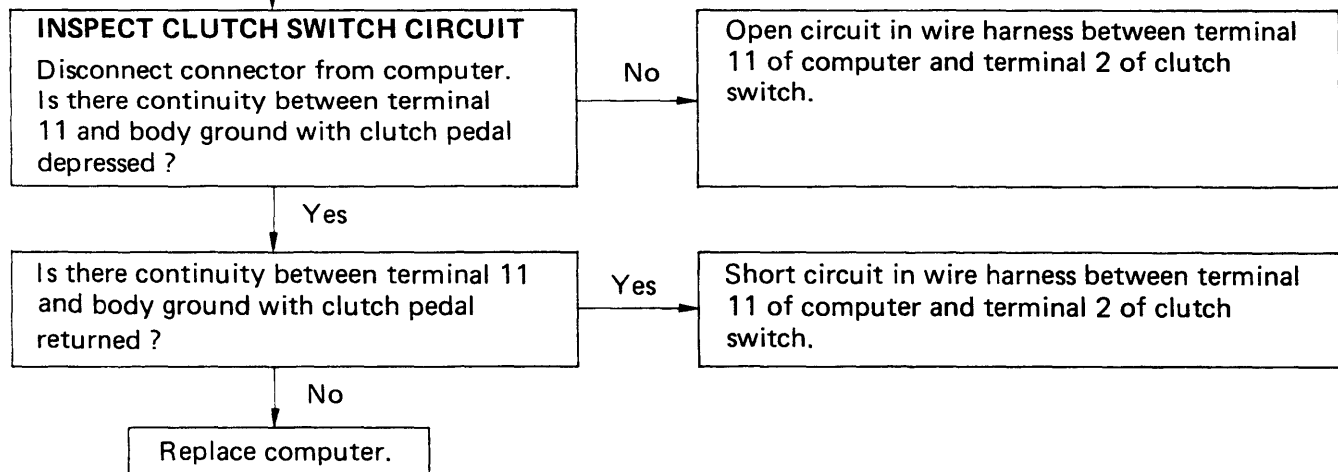 INSPECT CLUTCH SWITCH CIRCUIT
Disconnect connector from computer.
Is there continuity between terminal
11 and body ground with clutch pedal
depressed ?
No
Open circuit in wire harness between terminal
11 of computer and terminal 2 of clutch
switch.
Yes
Is there continuity between terminal 11
and body ground with clutch pedal
returned ?
Yes
Short circuit in wire harness between terminal
11 of computer and terminal 2 of clutch
switch.
No
Replace computer.